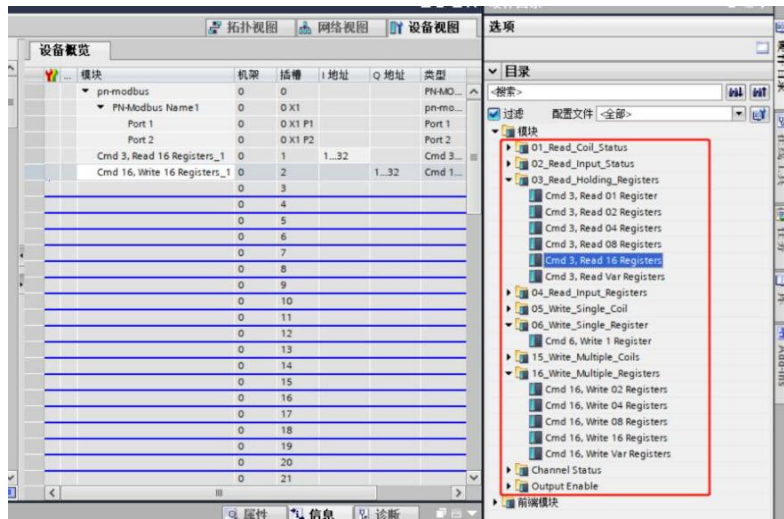 拓扑视图 网络视图 设备视图
设备概览
... 模块 机架 插槽 I 地址 Q 地址 类型
pn-modbus 0 0 PN-MO...
PN-Modbus Name1 0 0 X1 pn-mo...
Port 1 0 0 X1 P1 Port 1
Port 2 0 0 X1 P2 Port 2
Cmd 3, Read 16 Registers_1 0 1 1...32 Cmd 3...
Cmd 16, Write 16 Registers_1 0 2 1...32 Cmd 1...
0 3
0 4
0 5
0 6
0 7
0 8
0 9
0 10
0 11
0 12
0 13
0 14
0 15
0 16
0 17
0 18
0 19
0 20
0 21
属性 信息 诊断
选项
目录
<搜索>
过滤 配置文件 <全部>
模块
01_Read_Coil_Status
02_Read_Input_Status
03_Read_Holding_Registers
Cmd 3, Read 01 Register
Cmd 3, Read 02 Registers
Cmd 3, Read 04 Registers
Cmd 3, Read 08 Registers
Cmd 3, Read 16 Registers
Cmd 3, Read Var Registers
04_Read_Input_Registers
05_Write_Single_Coil
06_Write_Single_Register
Cmd 6, Write 1 Register
15_Write_Multiple_Coils
16_Write_Multiple_Registers
Cmd 16, Write 02 Registers
Cmd 16, Write 04 Registers
Cmd 16, Write 08 Registers
Cmd 16, Write 16 Registers
Cmd 16, Write Var Registers
Channel Status
Output Enable
前端模块
Add-Ins